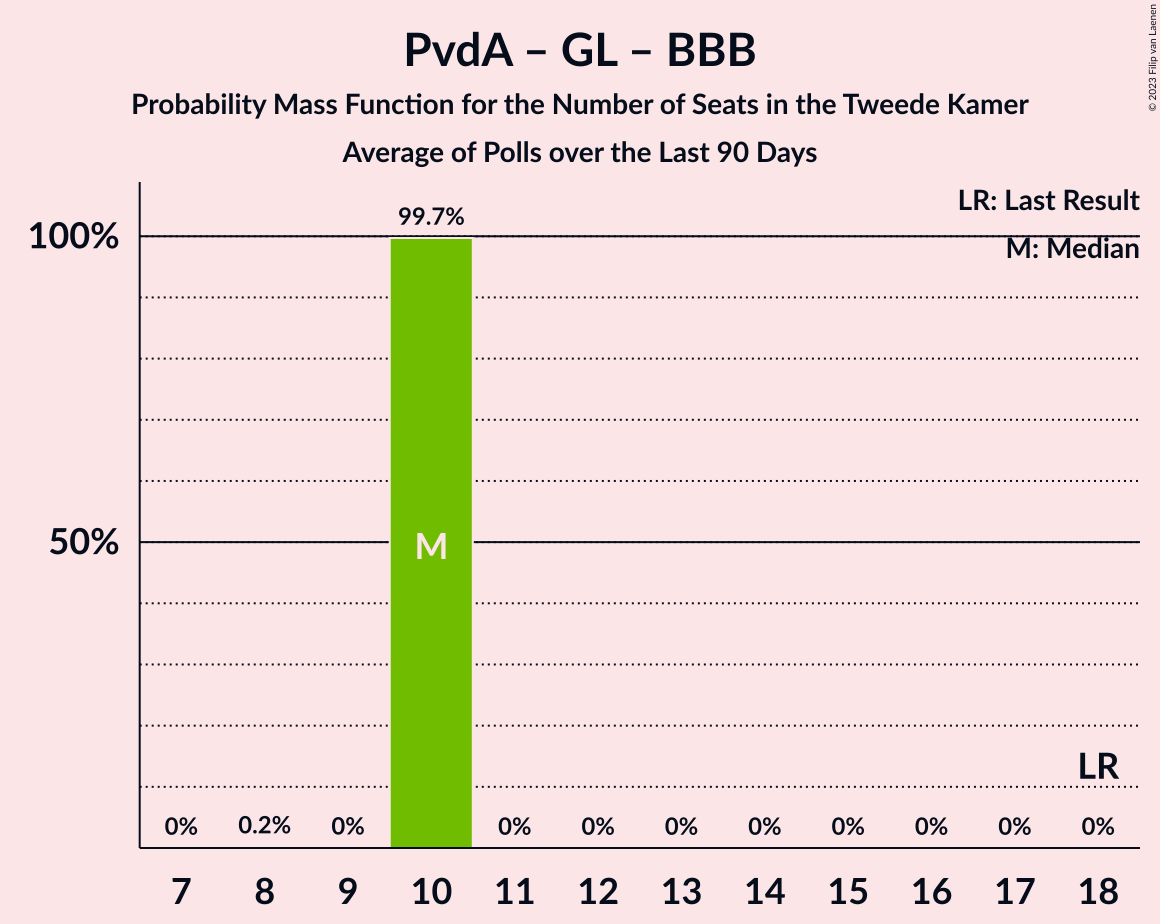 PvdA – GL – BBB
Probability Mass Function for the Number of Seats in the Tweede Kamer
Average of Polls over the Last 90 Days
© 2023 Filip van Laenen
LR: Last Result
M: Median
99.7%
100%
50%
M
LR
0% 0.2% 0% 0% 0% 0% 0% 0% 0% 0% 0%
7 8 9 10 11 12 13 14 15 16 17 18